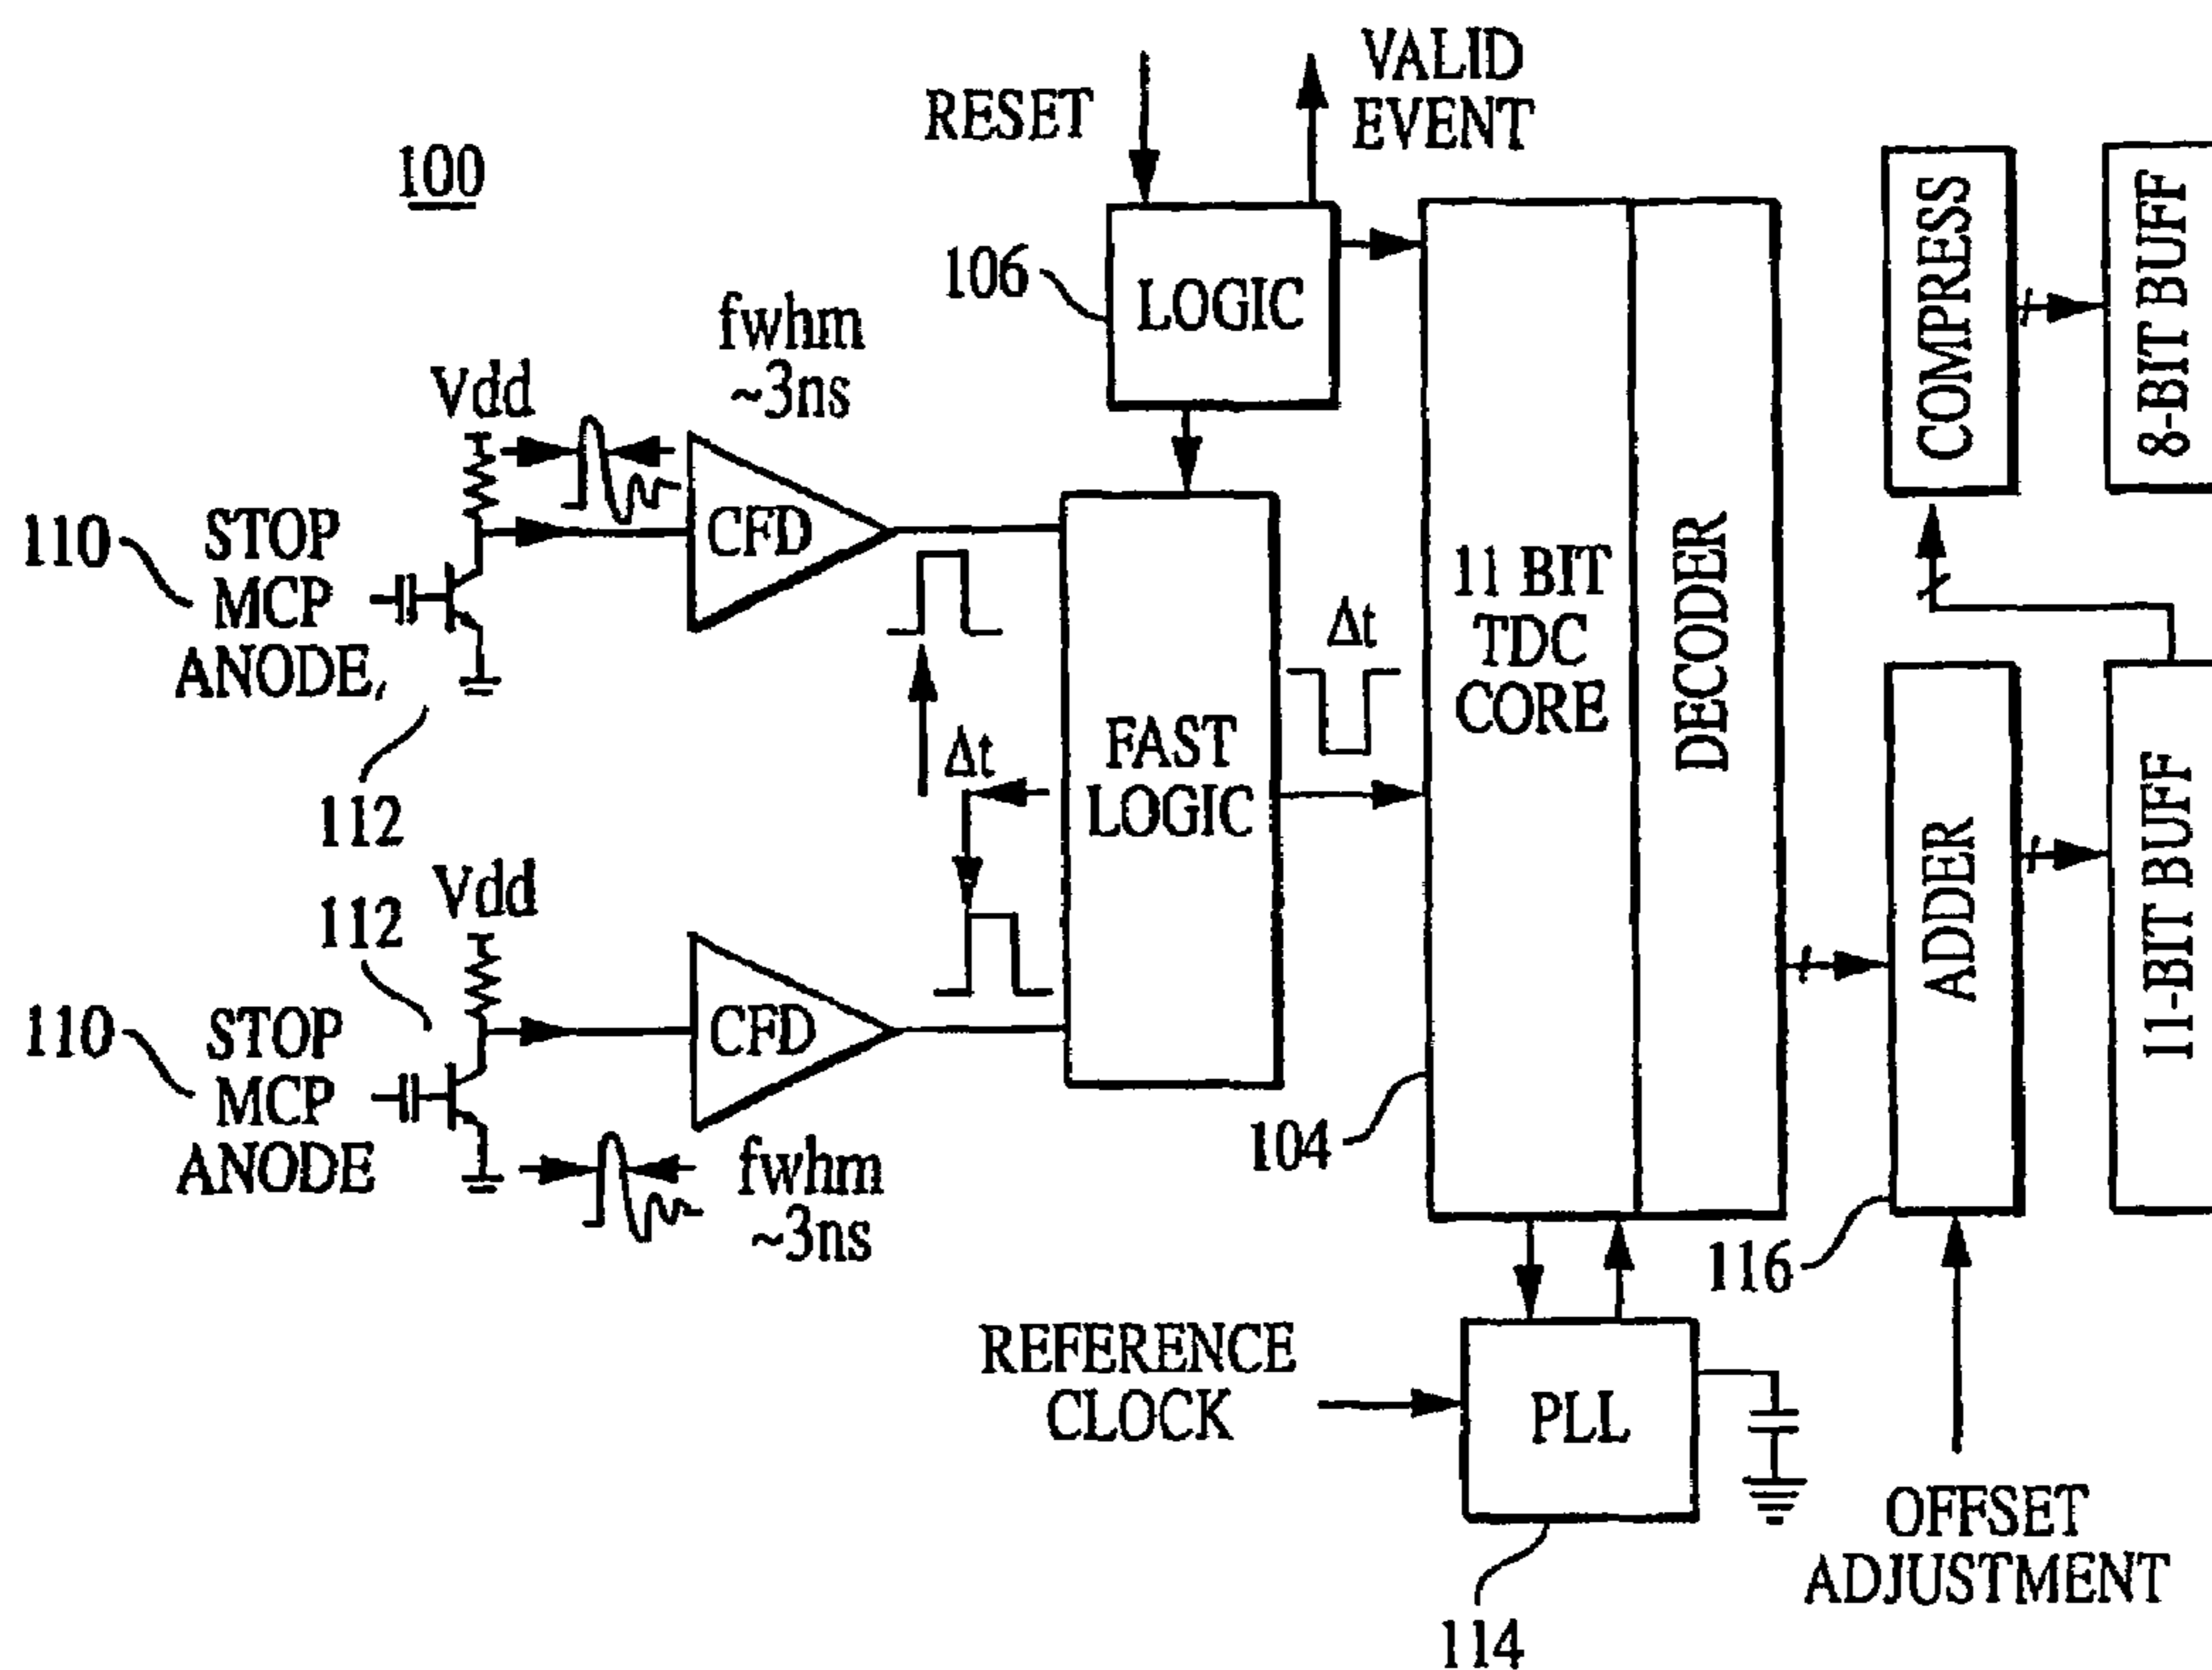 100
RESET
VALID
EVENT
106
LOGIC
COMPRESS
8-BIT BUFF
fwhm
~3ns
Vdd
CFD
110
STOP
MCP
ANODE,
112
Δt
FAST
LOGIC
Δt
11 BIT
TDC
CORE
DECODER
ADDER
11-BIT BUFF
112
Vdd
CFD
110
STOP
MCP
ANODE
fwhm
~3ns
104
116
REFERENCE
CLOCK
PLL
114
OFFSET
ADJUSTMENT